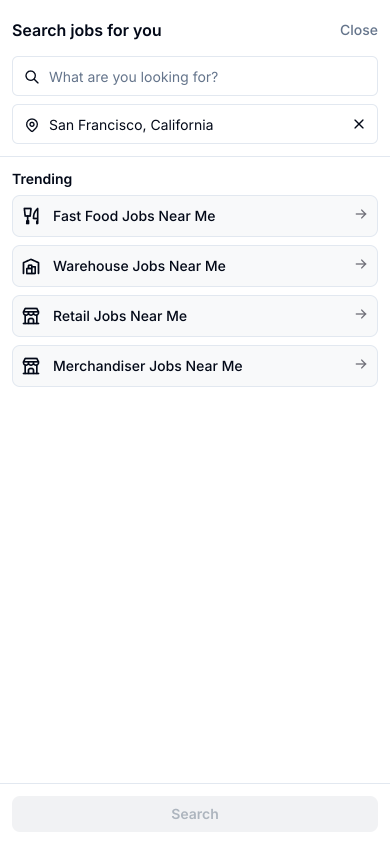 Search jobs for you
Close
What are you looking for?
San Francisco, California
Trending
Fast Food Jobs Near Me
Warehouse Jobs Near Me
Retail Jobs Near Me
Merchandiser Jobs Near Me
Search